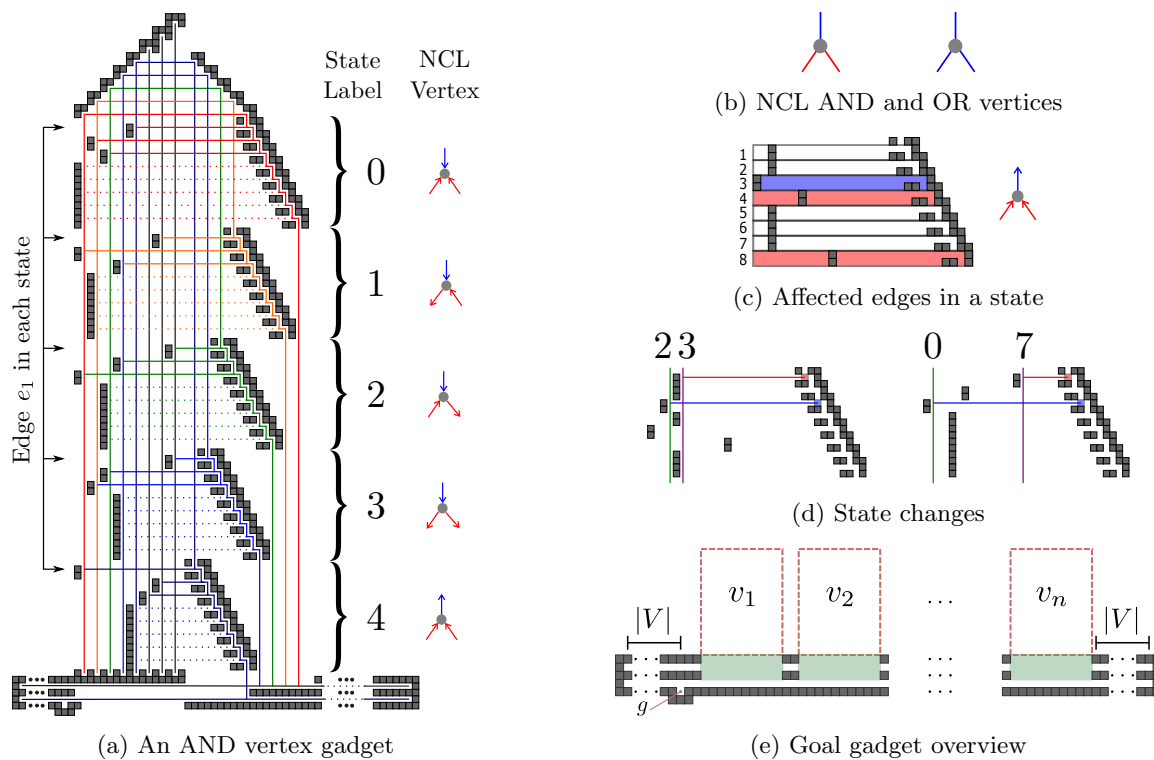 State
Label
NCL
Vertex
Edge e₁ in each state
0
1
2
3
4
(a) An AND vertex gadget
(b) NCL AND and OR vertices
1
2
3
4
5
6
7
8
(c) Affected edges in a state
2 3
0
7
(d) State changes
|V|
v₁
v₂
...
vₙ
|V|
g
(e) Goal gadget overview